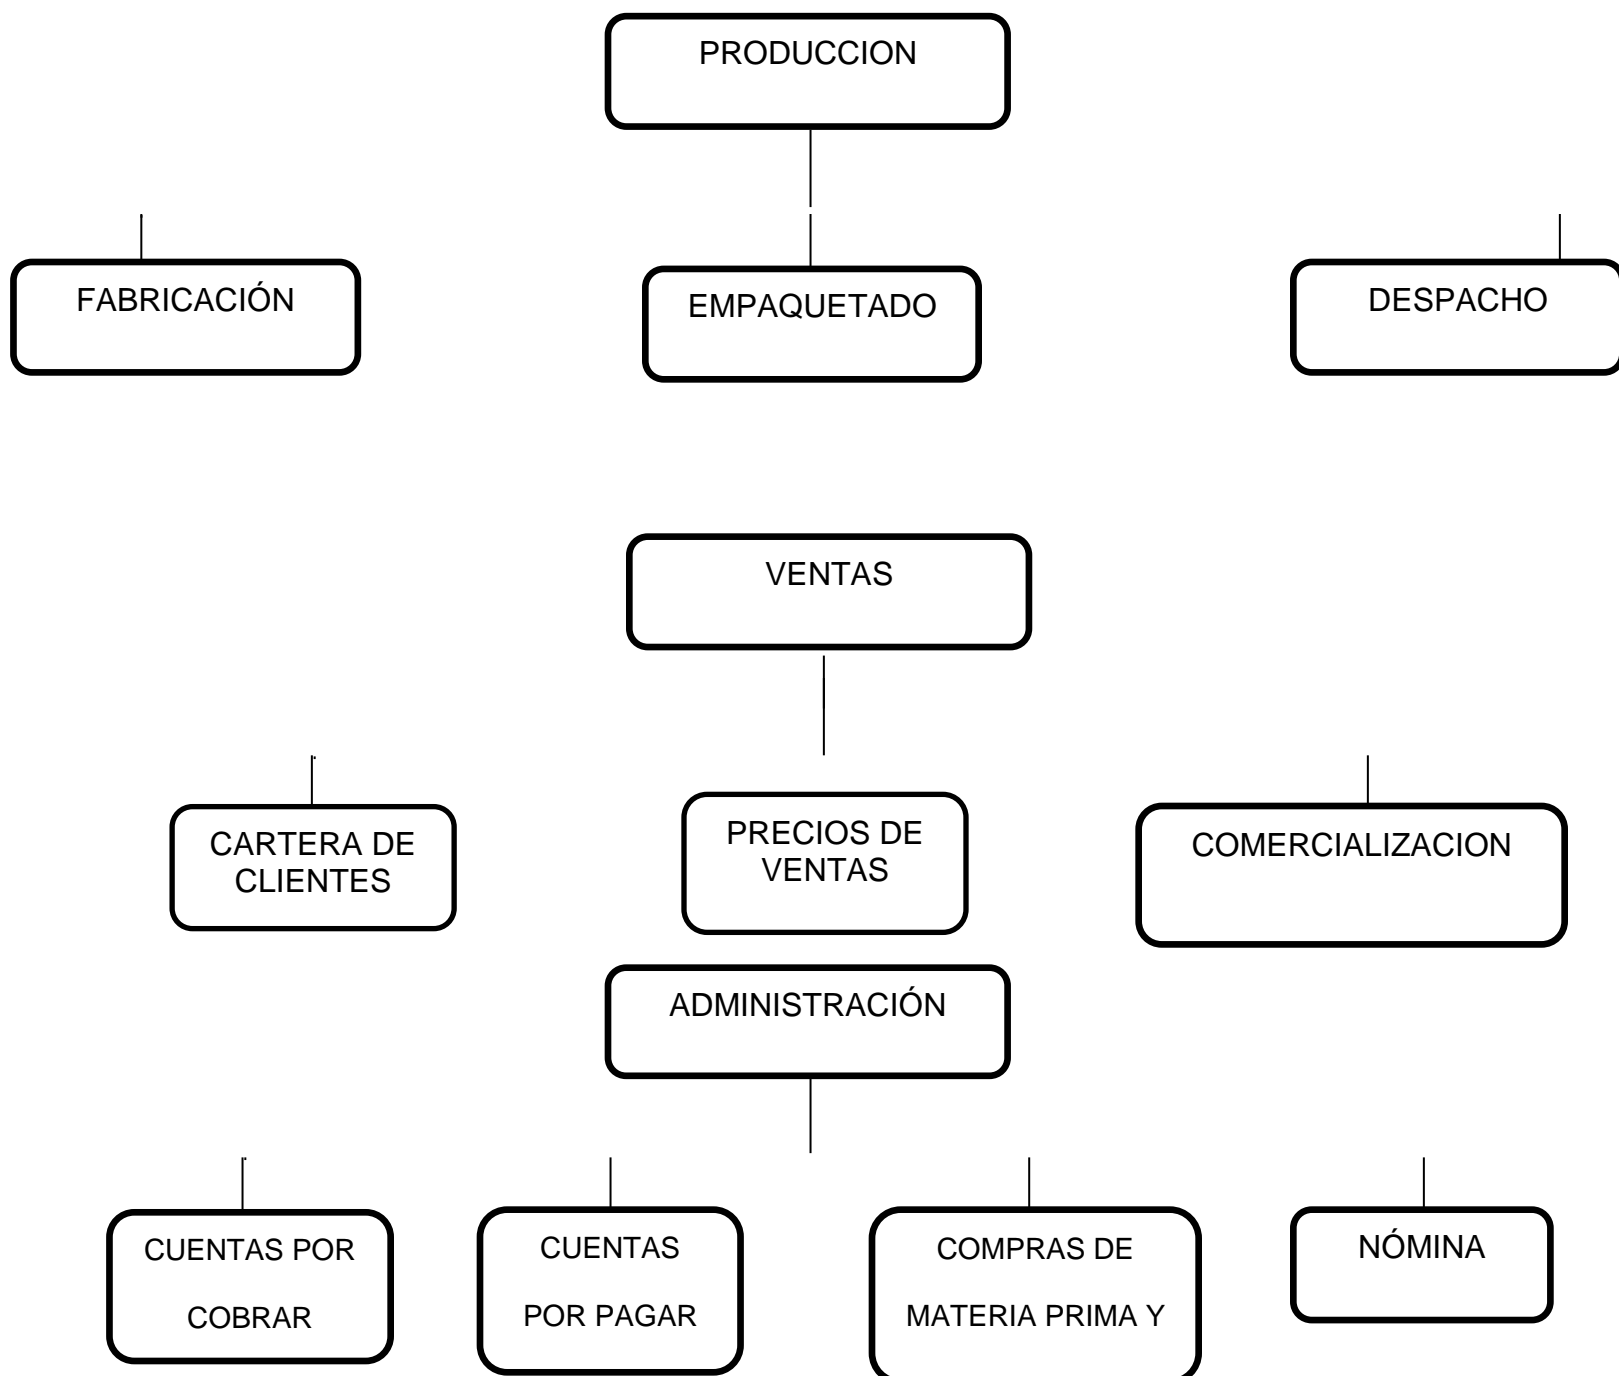 PRODUCCION
FABRICACIÓN
EMPAQUETADO
DESPACHO
VENTAS
CARTERA DE
CLIENTES
PRECIOS DE
VENTAS
COMERCIALIZACION
ADMINISTRACIÓN
CUENTAS POR
COBRAR
CUENTAS
POR PAGAR
COMPRAS DE
MATERIA PRIMA Y
NÓMINA